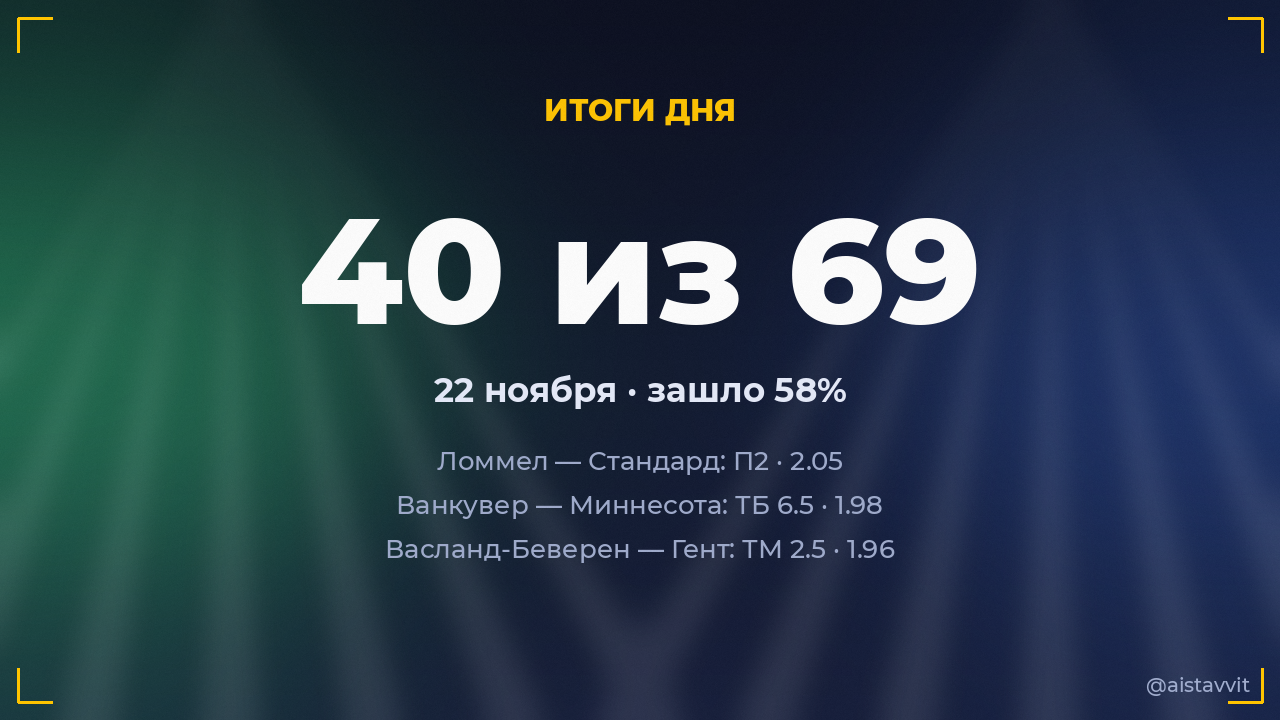 ИТОГИ ДНЯ
40 из 69
22 ноября · зашло 58%
Ломмел — Стандард: П2 · 2.05
Ванкувер — Миннесота: ТБ 6.5 · 1.98
Васланд-Беверен — Гент: ТМ 2.5 · 1.96
@aistavvit